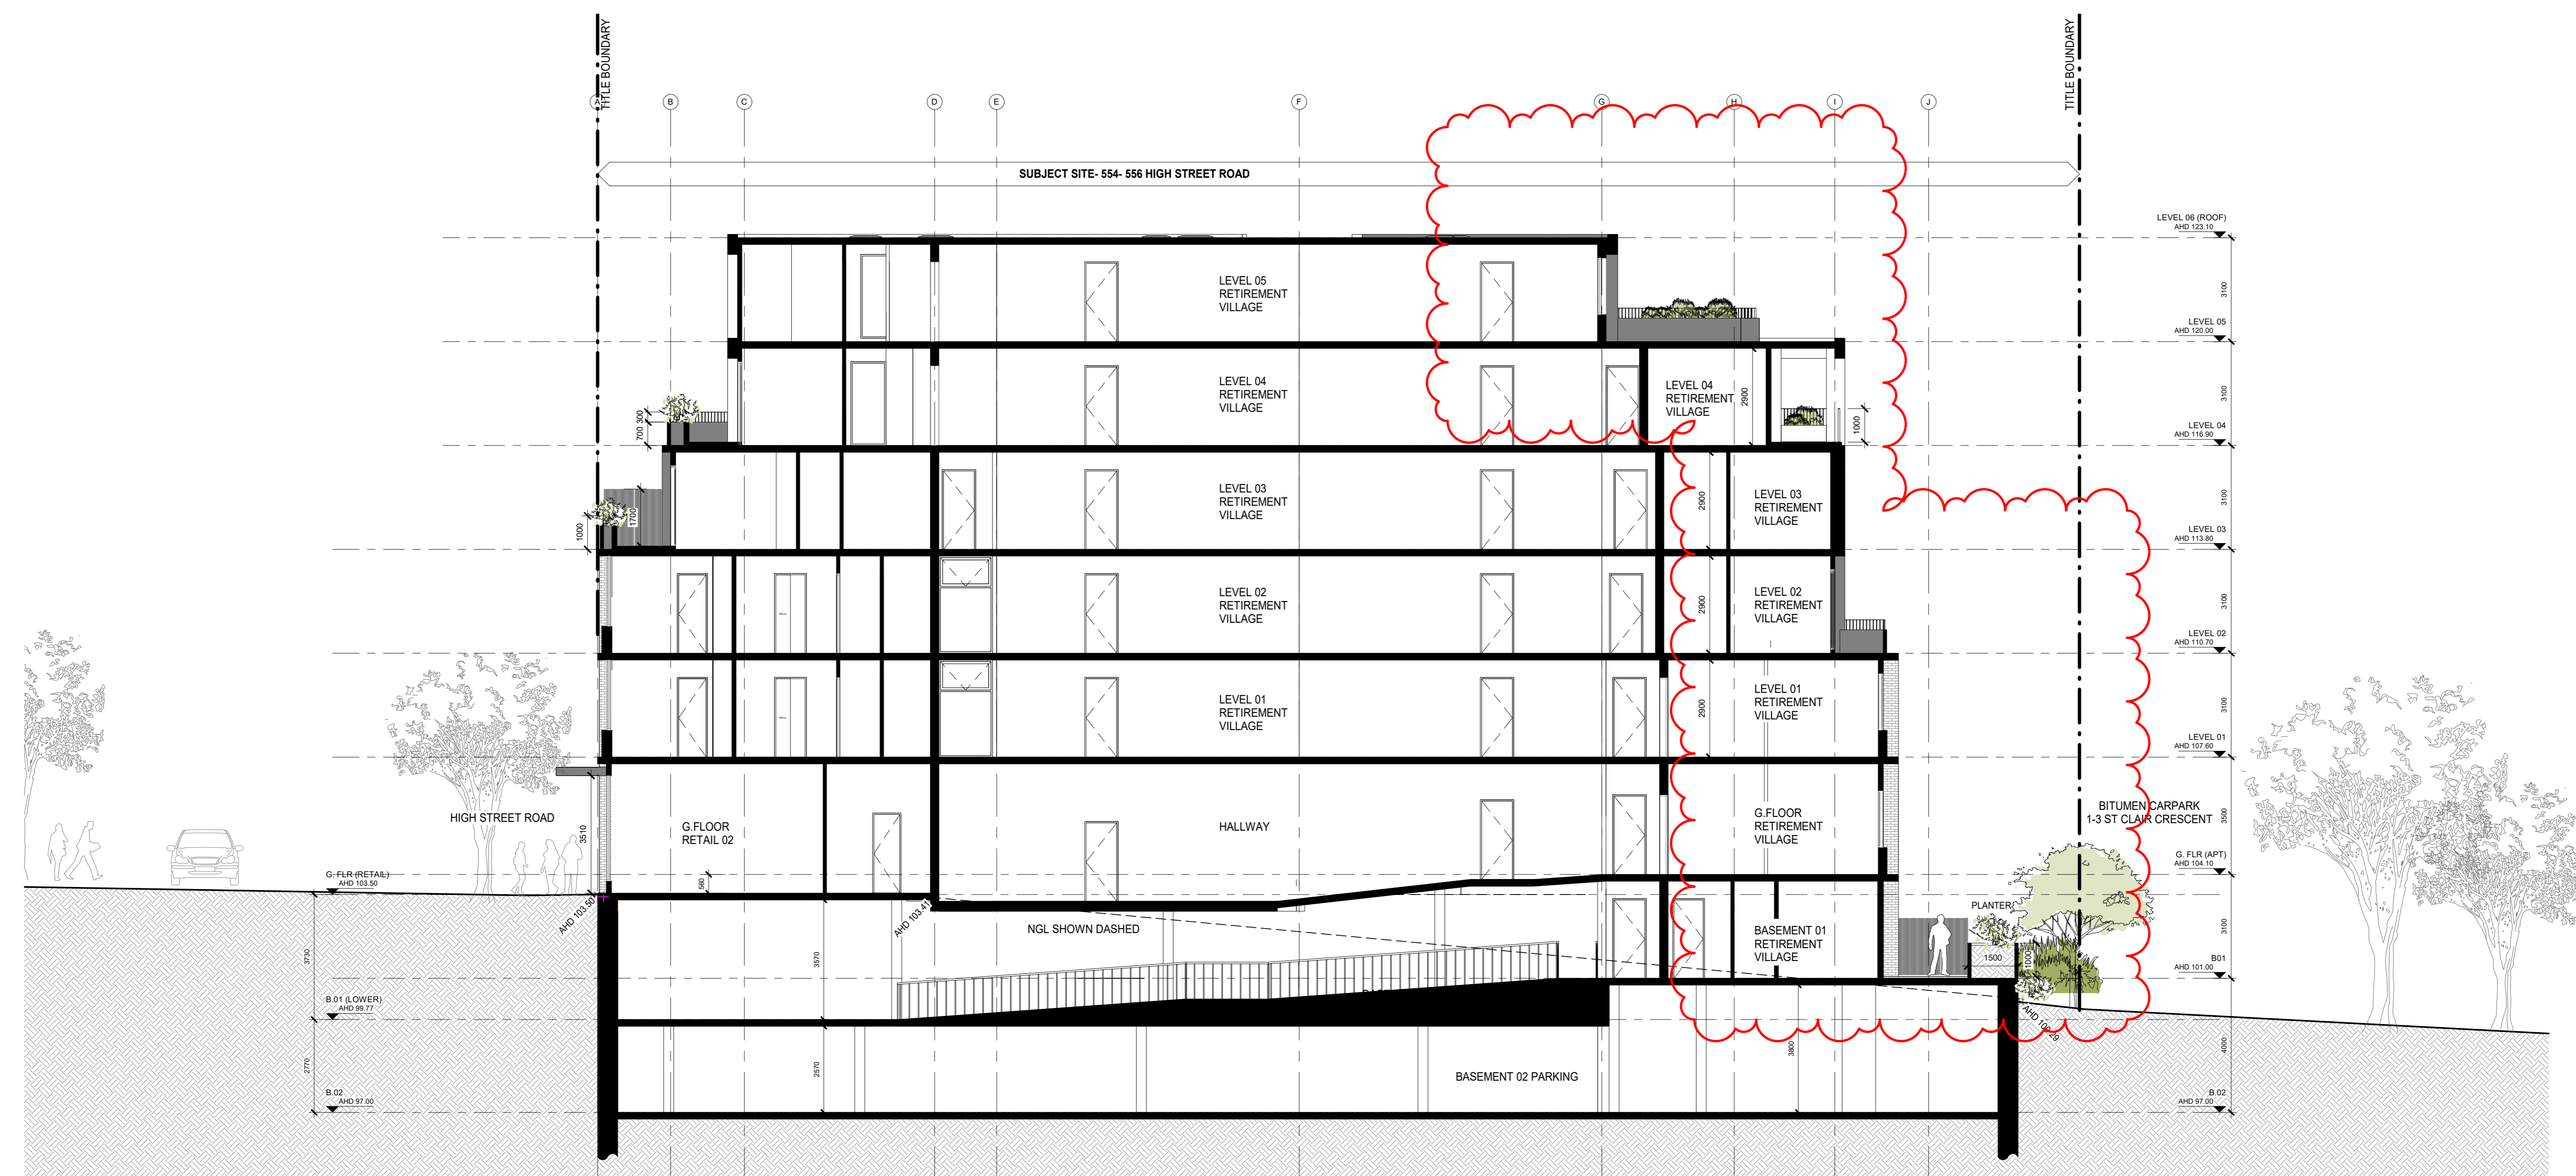 TITLE BOUNDARY
TITLE BOUNDARY
A
B
C
D
E
F
G
H
I
J
SUBJECT SITE- 554- 556 HIGH STREET ROAD
LEVEL 06 (ROOF)
AHD 123.10
LEVEL 05
RETIREMENT
VILLAGE
3100
LEVEL 05
AHD 120.00
LEVEL 04
RETIREMENT
VILLAGE
LEVEL 04
RETIREMENT
VILLAGE
2900
1000
3100
300
700
LEVEL 04
AHD 116.90
LEVEL 03
RETIREMENT
VILLAGE
2900
LEVEL 03
RETIREMENT
VILLAGE
3100
1700
1000
LEVEL 03
AHD 113.80
LEVEL 02
RETIREMENT
VILLAGE
2900
LEVEL 02
RETIREMENT
VILLAGE
3100
LEVEL 02
AHD 110.70
LEVEL 01
RETIREMENT
VILLAGE
2900
LEVEL 01
RETIREMENT
VILLAGE
3100
LEVEL 01
AHD 107.60
HIGH STREET ROAD
3510
G.FLOOR
RETAIL 02
560
HALLWAY
G.FLOOR
RETIREMENT
VILLAGE
BITUMEN CARPARK
1-3 ST CLAIR CRESCENT
3500
G. FLR (APT)
AHD 104.10
G. FLR (RETAIL)
AHD 103.50
AHD 103.50
AHD 103.41
NGL SHOWN DASHED
BASEMENT 01
RETIREMENT
VILLAGE
PLANTER
1500
1000
3100
B01
AHD 101.00
3730
3570
B.01 (LOWER)
AHD 99.77
2770
2570
3800
4000
BASEMENT 02 PARKING
B.02
AHD 97.00
B.02
AHD 97.00